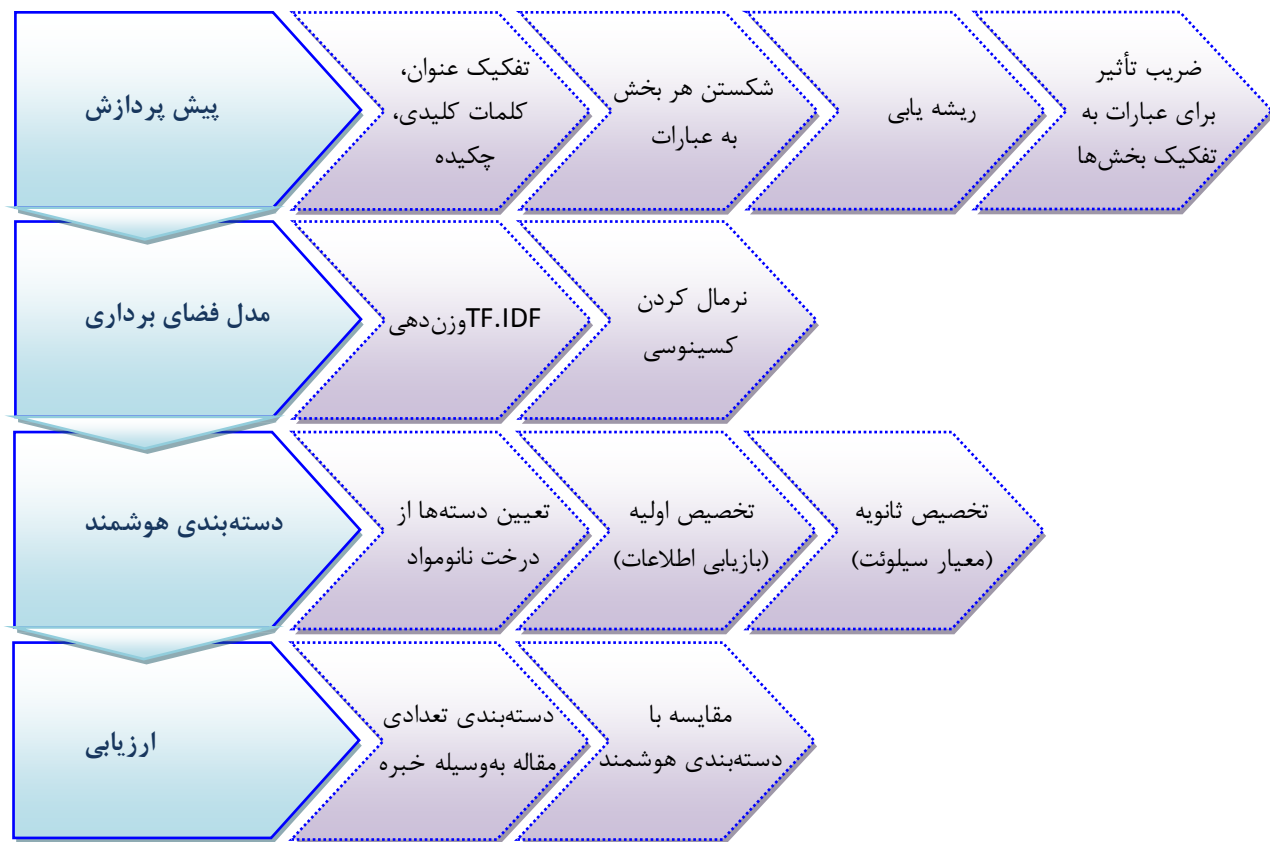 پیش پردازش
تفکیک عنوان،
کلمات کلیدی،
چکیده
شکستن هر بخش
به عبارات
ریشه یابی
ضریب تأثیر
برای عبارات به
تفکیک بخش‌ها
مدل فضای برداری
TF.IDFوزن‌دهی
نرمال کردن
کسینوسی
دسته‌بندی هوشمند
تعیین دسته‌ها از
درخت نانومواد
تخصیص اولیه
(بازیابی اطلاعات)
تخصیص ثانویه
(معیار سیلوئت)
ارزیابی
دسته‌بندی تعدادی
مقاله به‌وسیله خبره
مقایسه با
دسته‌بندی هوشمند